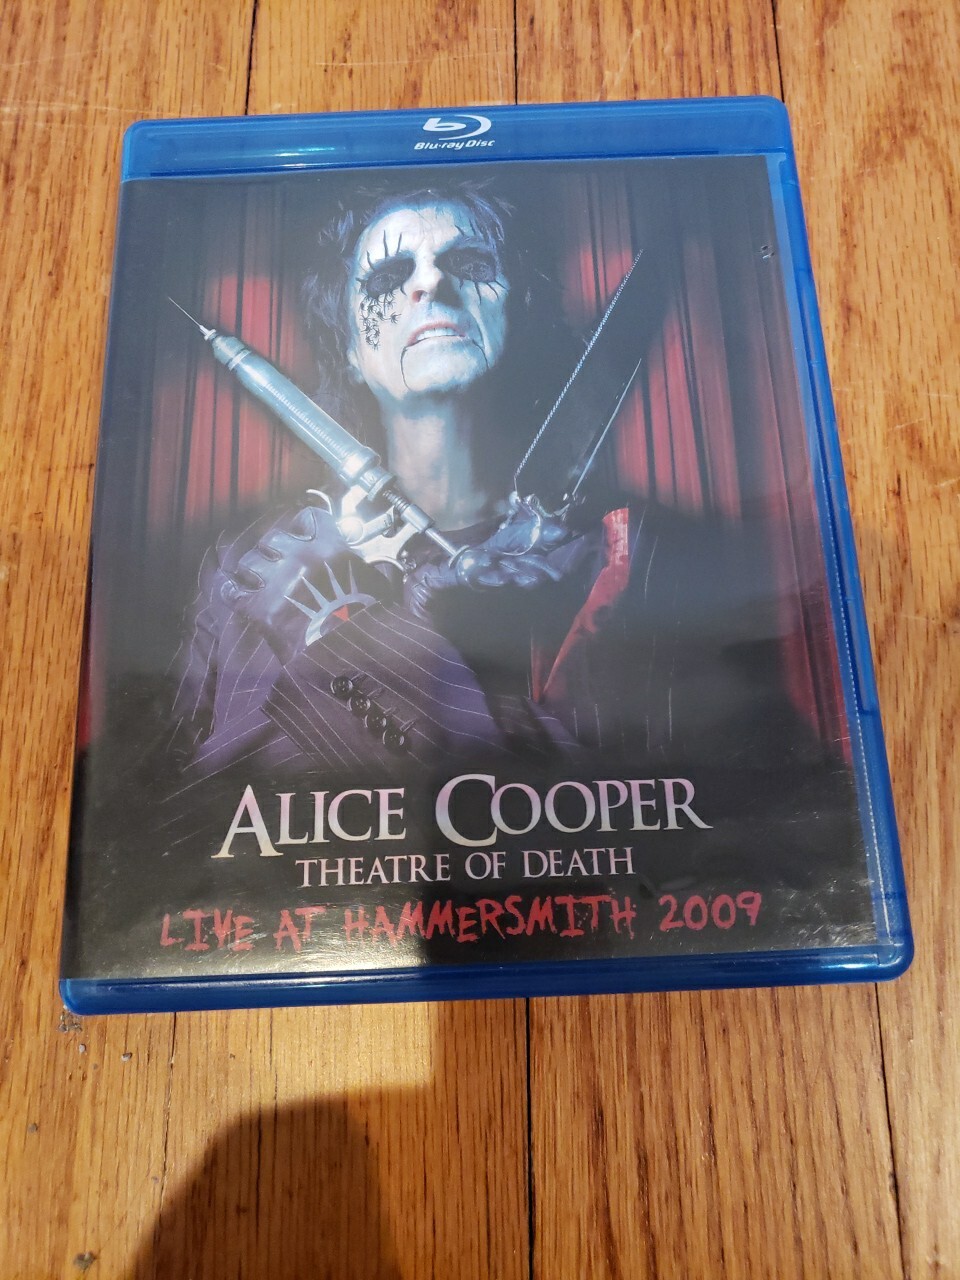 Blu-ray Disc
ALICE COOPER
THEATRE OF DEATH
LIVE AT HAMMERSMITH 2009